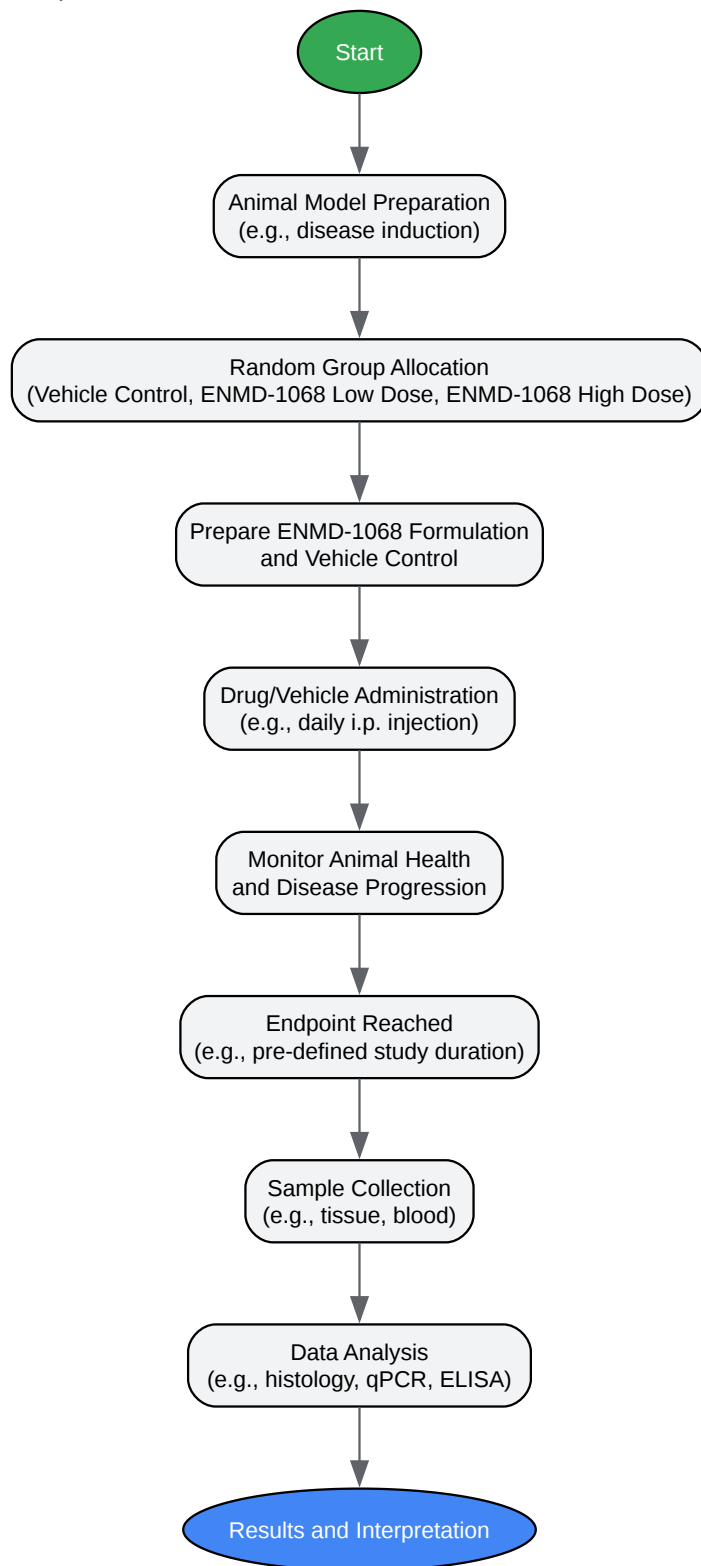 Start
Animal Model Preparation
(e.g., disease induction)
Random Group Allocation
(Vehicle Control, ENMD-1068 Low Dose, ENMD-1068 High Dose)
Prepare ENMD-1068 Formulation
and Vehicle Control
Drug/Vehicle Administration
(e.g., daily i.p. injection)
Monitor Animal Health
and Disease Progression
Endpoint Reached
(e.g., pre-defined study duration)
Sample Collection
(e.g., tissue, blood)
Data Analysis
(e.g., histology, qPCR, ELISA)
Results and Interpretation